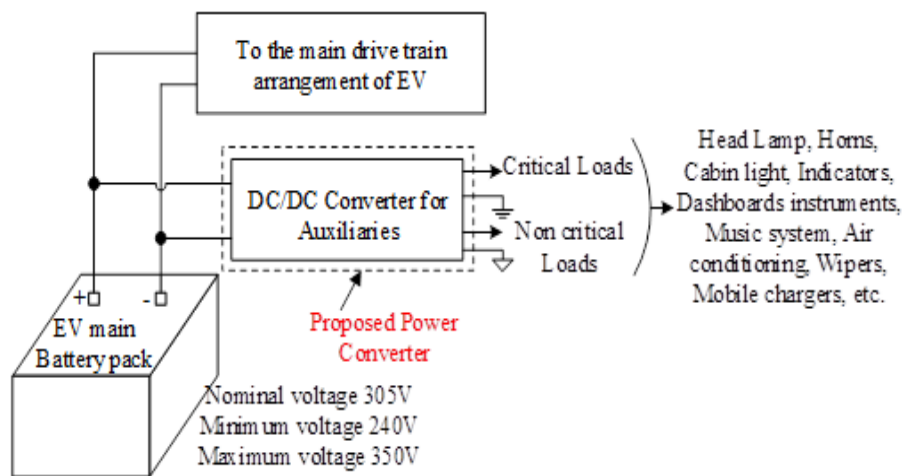 To the main drive train
arrangement of EV
DC/DC Converter for
Auxiliaries
Critical Loads
Non critical
Loads
Head Lamp, Horns,
Cabin light, Indicators,
Dashboards instruments,
Music system, Air
conditioning, Wipers,
Mobile chargers, etc.
Proposed Power
Converter
+ -
EV main
Battery pack
Nominal voltage 305V
Minimum voltage 240V
Maximum voltage 350V